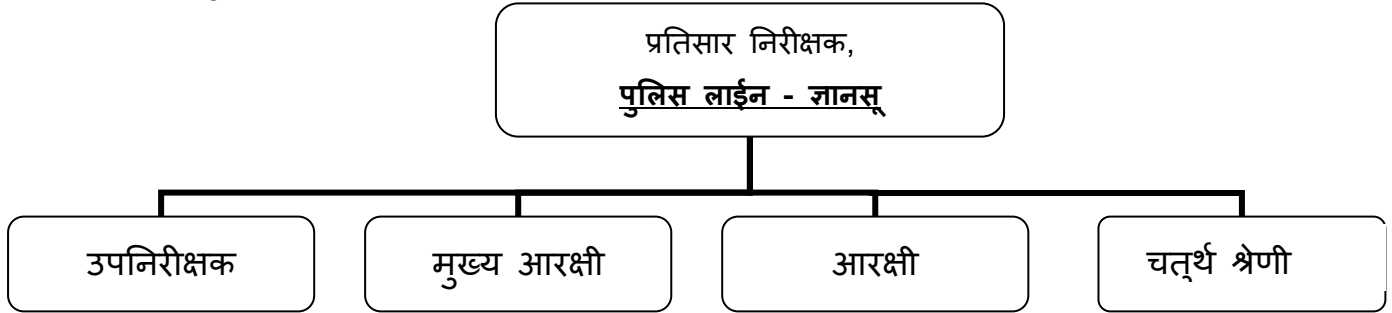 प्रतिसार निरीक्षक,
पुलिस लाईन - ज्ञानसू
उपनिरीक्षक
मुख्य आरक्षी
आरक्षी
चतुर्थ श्रेणी